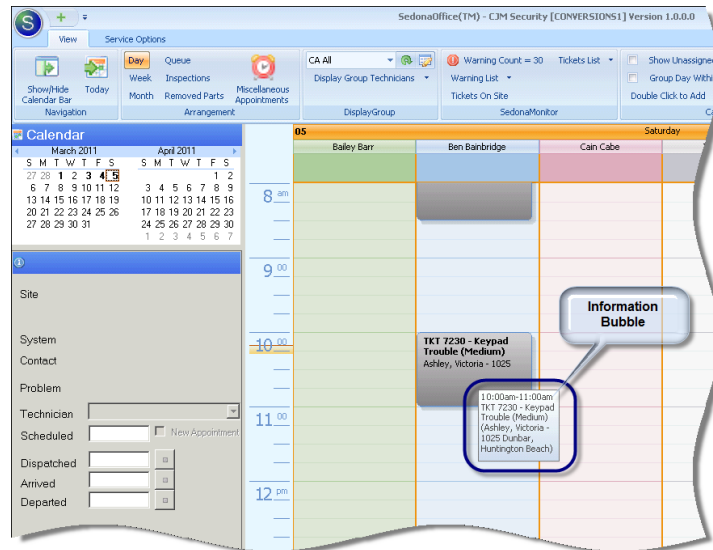 SedonaOffice(TM) - CJM Security [CONVERSIONS1] Version 1.0.0.0
S
View Service Options
Show/Hide Calendar Bar
Today
Navigation
Day Queue
Week Inspections
Month Removed Parts
Miscellaneous Appointments
Arrangement
CA All
Display Group Technicians
DisplayGroup
Warning Count = 30 Tickets List
Warning List
Tickets On Site
SedonaMonitor
Show Unassigne
Group Day Withi
Double Click to Add
Calendar
March 2011 April 2011
S M T W T F S S M T W T F S
27 28 1 2 3 4 5 1 2
6 7 8 9 10 11 12 3 4 5 6 7 8 9
13 14 15 16 17 18 19 10 11 12 13 14 15 16
20 21 22 23 24 25 26 17 18 19 20 21 22 23
27 28 29 30 31 24 25 26 27 28 29 30
1 2 3 4 5 6 7
Site
System
Contact
Problem
Technician
Scheduled New Appointment
Dispatched
Arrived
Departed
05 Saturday
Bailey Barr Ben Bainbridge Cain Cabe
8 am
9 00
10 00
11 00
12 pm
TKT 7230 - Keypad
Trouble (Medium)
Ashley, Victoria - 1025
10:00am-11:00am
TKT 7230 - Keypad
Trouble (Medium)
(Ashley, Victoria -
1025 Dunbar,
Huntington Beach)
Information
Bubble